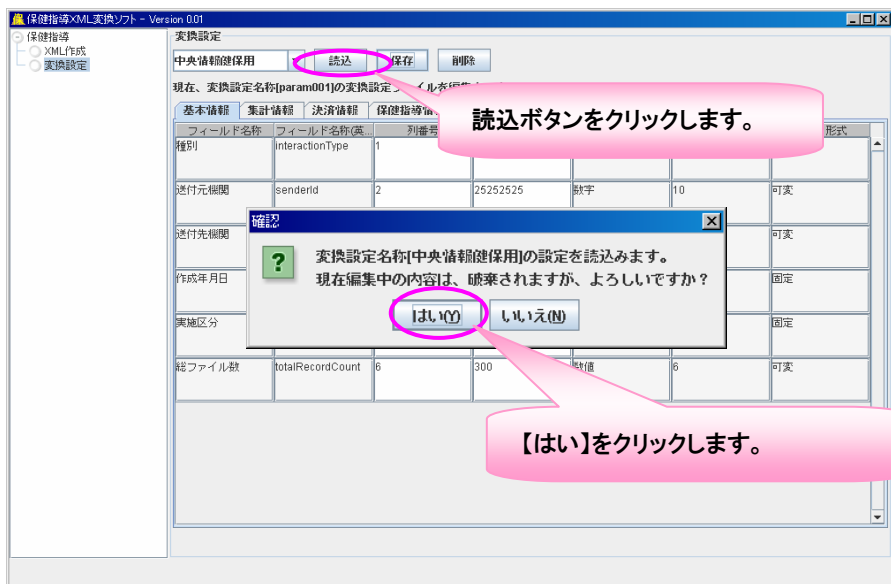 保健指導XML変換ソフト - Version 0.01
保健指導
XML作成
変換設定
変換設定
中央情報健保用
読込
保存
削除
現在、変換設定名称[param001]の変換設定ファイルを編集
基本情報
集計情報
決済情報
保健指導情
読込ボタンをクリックします。
フィールド名称
フィールド名称(英...
列番号
形式
種別
interactionType
1
送付元機関
senderId
2
25252525
数字
10
可変
送付先機関
可変
作成年月日
固定
実施区分
固定
総ファイル数
totalRecordCount
6
300
数値
6
可変
確認
変換設定名称[中央情報健保用]の設定を読込みます。
現在編集中の内容は、破棄されますが、よろしいですか?
はい(Y)
いいえ(N)
【はい】をクリックします。